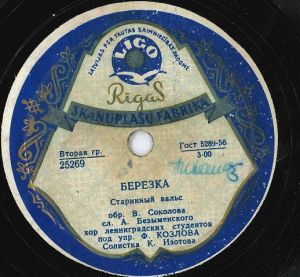 LATVIJAS PSR TAUTAS SAIMNIECĪBAS PADOME
LIGO
Rīgas
SKAŅUPLAŠU FABRIKA
Вторая гр.
25269
Гост 5289-56
3-00
БЕРЕЗКА
Старинный вальс
обр. В. Соколова
сл. А. Безыменского
хор ленинградских студентов
под упр. Ф. КОЗЛОВА
Солистка К. Изотова